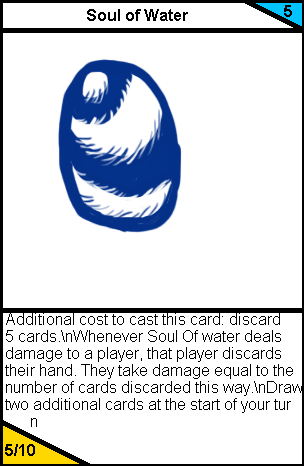 Soul of Water
5
Additional cost to cast this card: discard
5 cards.\nWhenever Soul Of water deals
damage to a player, that player discards
their hand. They take damage equal to the
number of cards discarded this way.\nDraw
two additional cards at the start of your tur
n
5/10